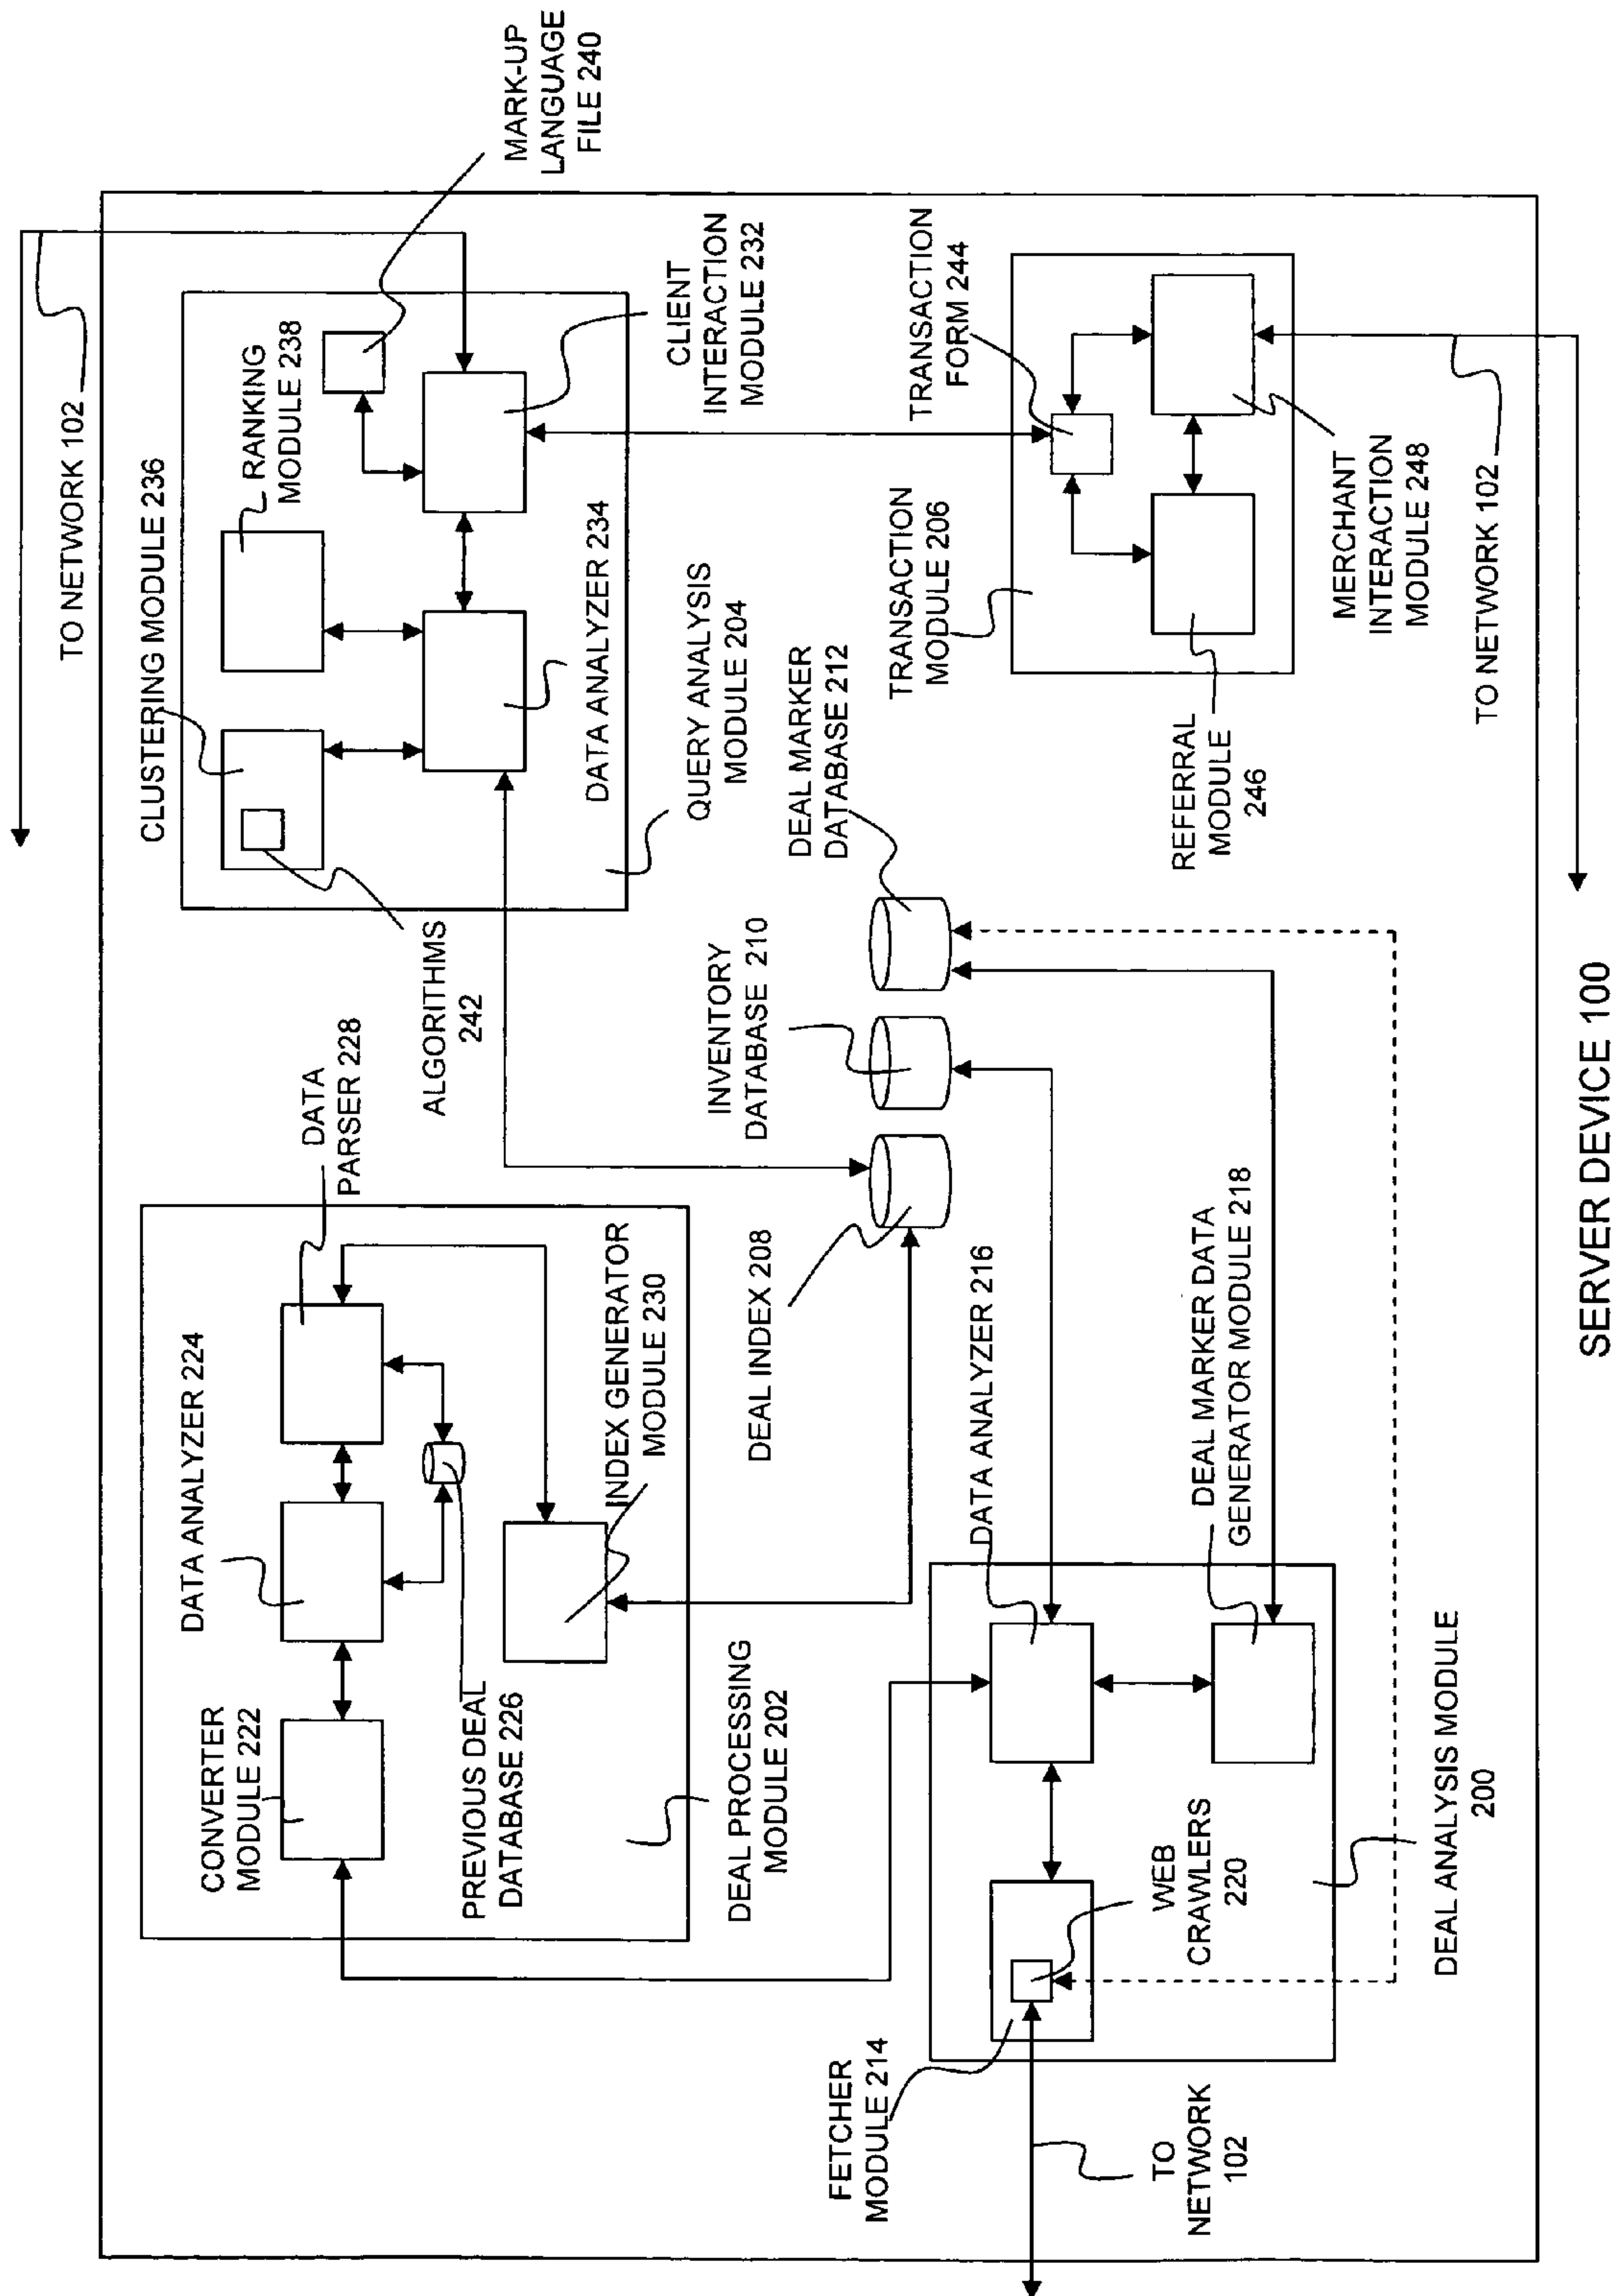 TO NETWORK 102
CLUSTERING MODULE 236
RANKING
MODULE 238
MARK-UP
LANGUAGE
FILE 240
CLIENT
INTERACTION
MODULE 232
DATA ANALYZER 234
QUERY ANALYSIS
MODULE 204
ALGORITHMS
242
DATA
PARSER 228
DATA ANALYZER 224
CONVERTER
MODULE 222
PREVIOUS DEAL
DATABASE 226
INDEX GENERATOR
MODULE 230
DEAL PROCESSING
MODULE 202
DEAL INDEX 208
INVENTORY
DATABASE 210
DEAL MARKER
DATABASE 212
TRANSACTION
MODULE 206
TRANSACTION
FORM 244
REFERRAL
MODULE
246
MERCHANT
INTERACTION
MODULE 248
TO NETWORK 102
FETCHER
MODULE 214
TO
NETWORK
102
WEB
CRAWLERS
220
DATA ANALYZER 216
DEAL MARKER DATA
GENERATOR MODULE 218
DEAL ANALYSIS MODULE
200
SERVER DEVICE 100